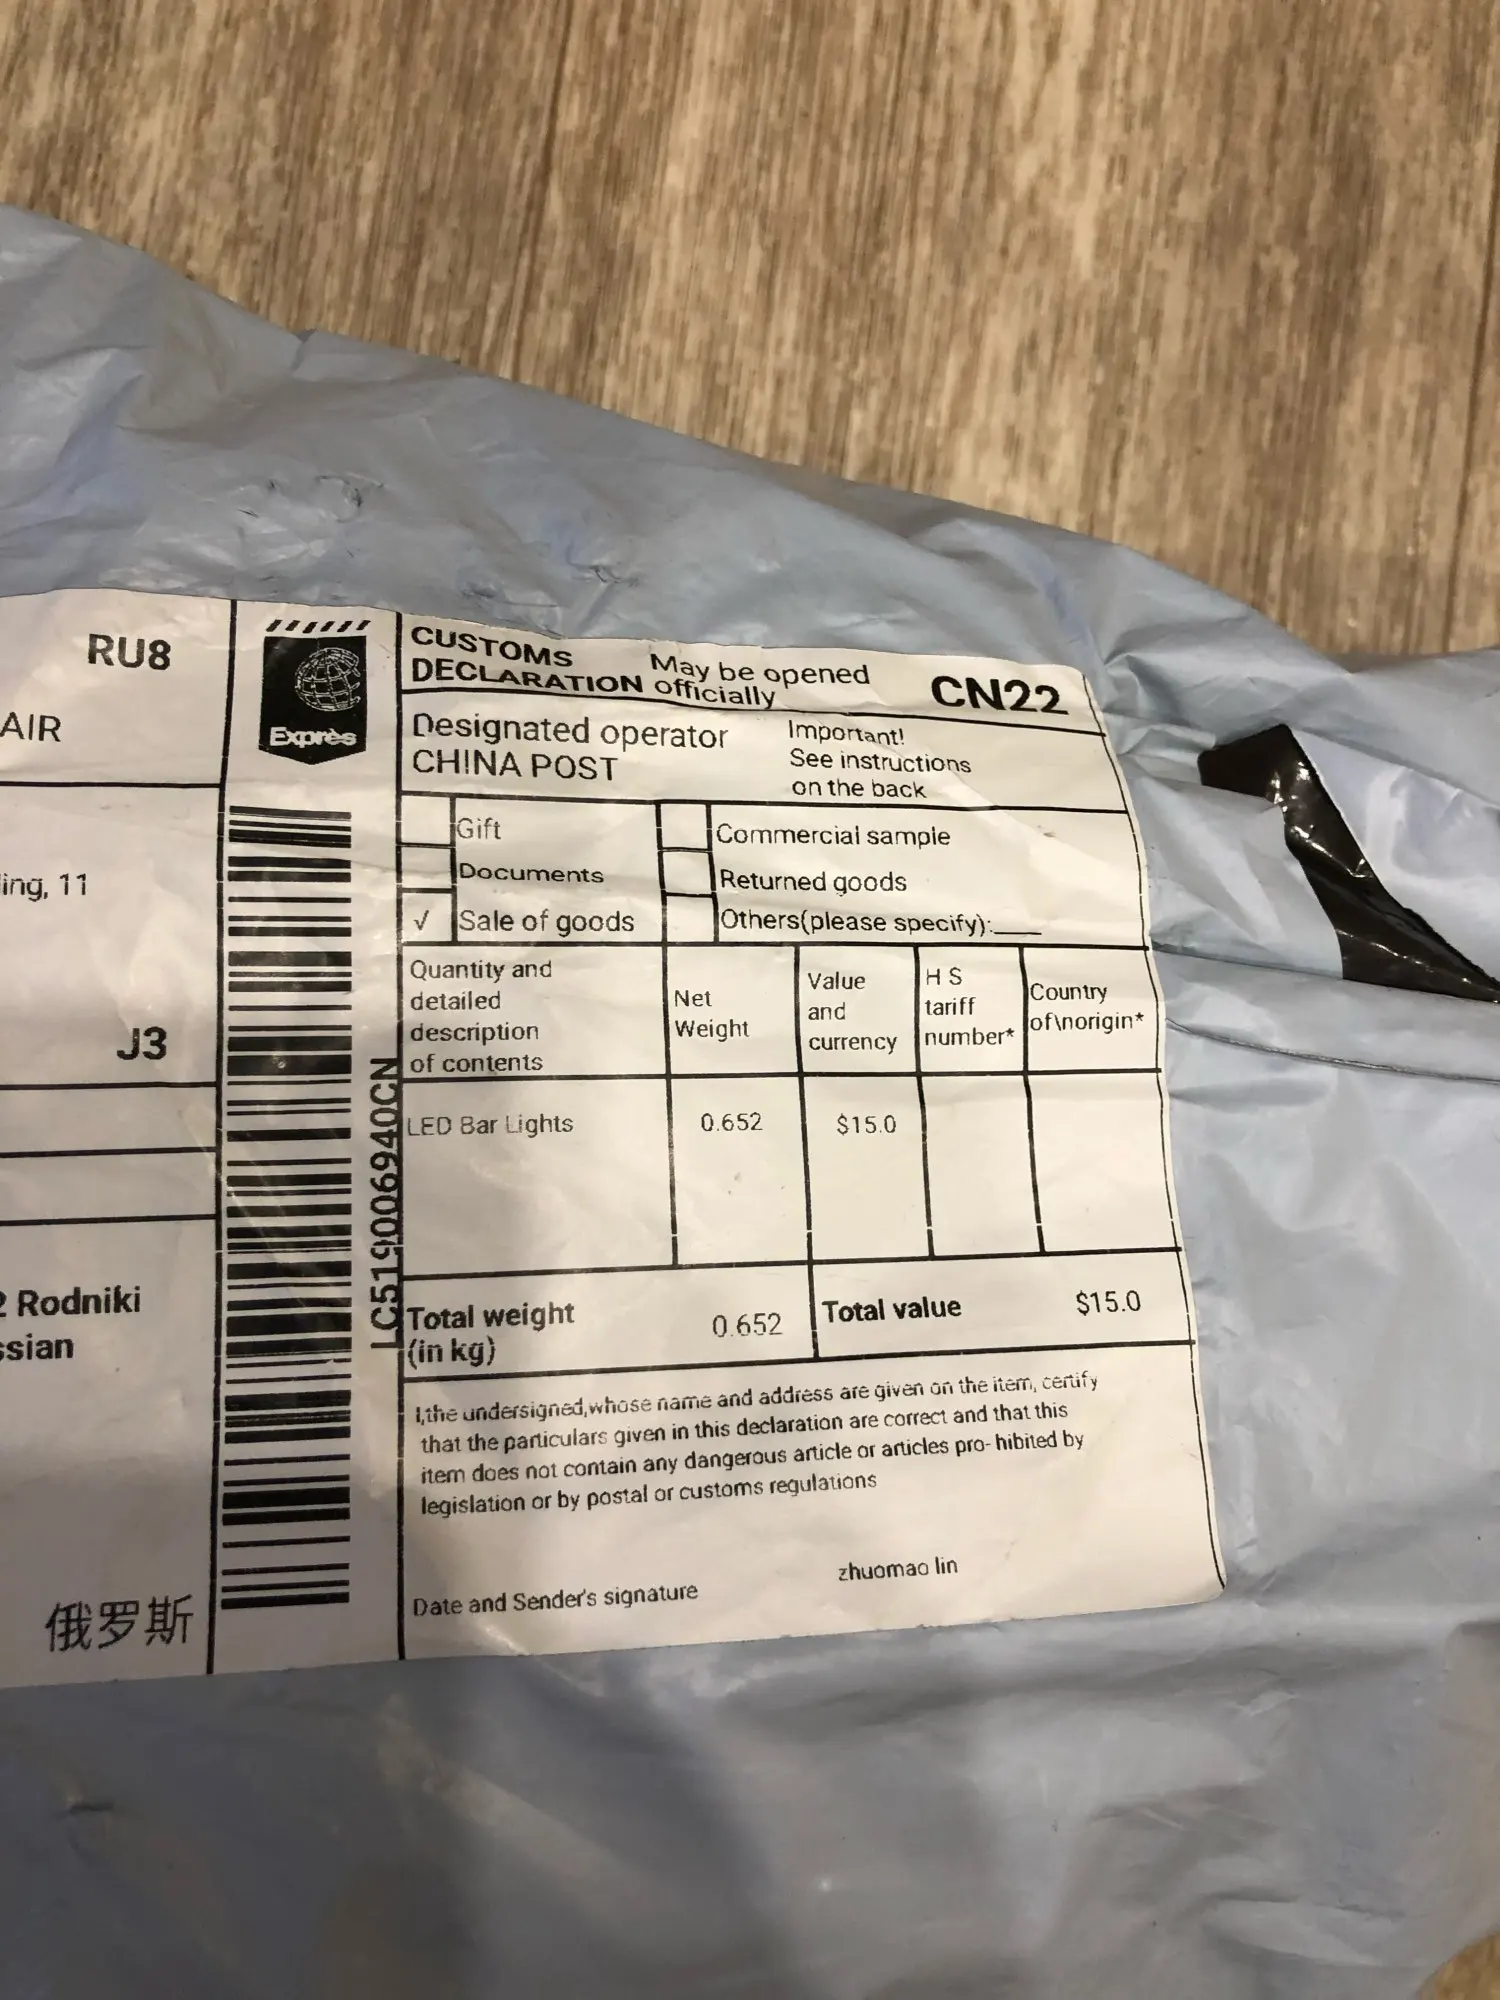 RU8
AIR
ing, 11
J3
2 Rodniki
ssian
俄罗斯
Exprès
LC519006940CN
CUSTOMS
DECLARATION
May be opened
officially
CN22
Designated operator
CHINA POST
Important!
See instructions
on the back
Gift
Commercial sample
Documents
Returned goods
√ Sale of goods
Others(please specify):____
Quantity and
detailed
description
of contents
Net
Weight
Value
and
currency
H S
tariff
number*
Country
of\norigin*
LED Bar Lights 0.652 $15.0
Total weight
(in kg)
0.652
Total value $15.0
I,the undersigned,whose name and address are given on the item, certify
that the particulars given in this declaration are correct and that this
item does not contain any dangerous article or articles pro- hibited by
legislation or by postal or customs regulations
zhuomao lin
Date and Sender's signature